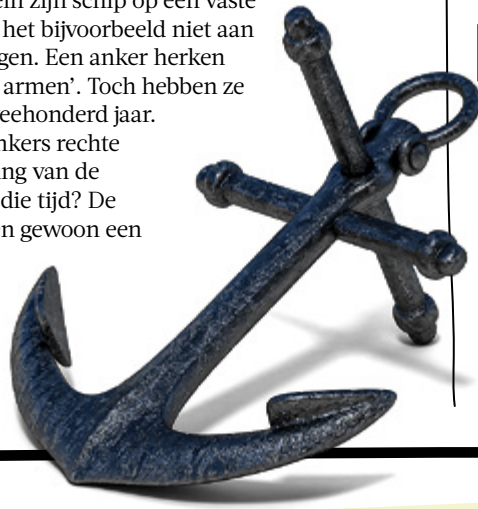 zijn schip op een vaste
het bijvoorbeeld niet aan
gen. Een anker herken
armen’. Toch hebben ze
eehonderd jaar.
nkers rechte
ng van de
die tijd? De
n gewoon een